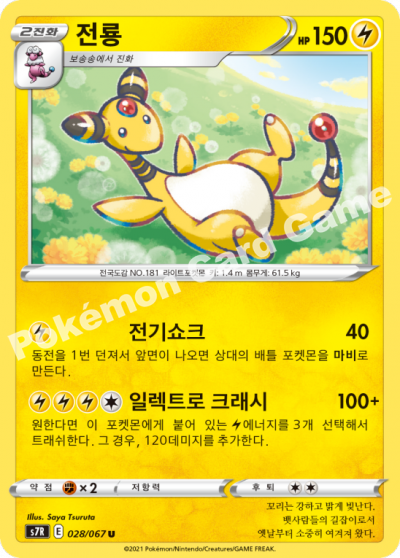 2진화
전룡
HP 150
보송송에서 진화
전국도감 NO.181 라이트포켓몬 키: 1.4 m 몸무게: 61.5 kg
Pokémon Card Game
전기쇼크 40
동전을 1번 던져서 앞면이 나오면 상대의 배틀 포켓몬을 마비로
만든다.
일렉트로 크래시 100+
원한다면 이 포켓몬에게 붙어 있는 에너지를 3개 선택해서
트래쉬한다. 그 경우, 120데미지를 추가한다.
약점 ×2 저항력 후퇴
Illus. Saya Tsuruta
s7R E 028/067 U
꼬리는 강하고 밝게 빛난다.
뱃사람들의 길잡이로서
옛날부터 소중히 여겨져 왔다.
©2021 Pokémon/Nintendo/Creatures/GAME FREAK.